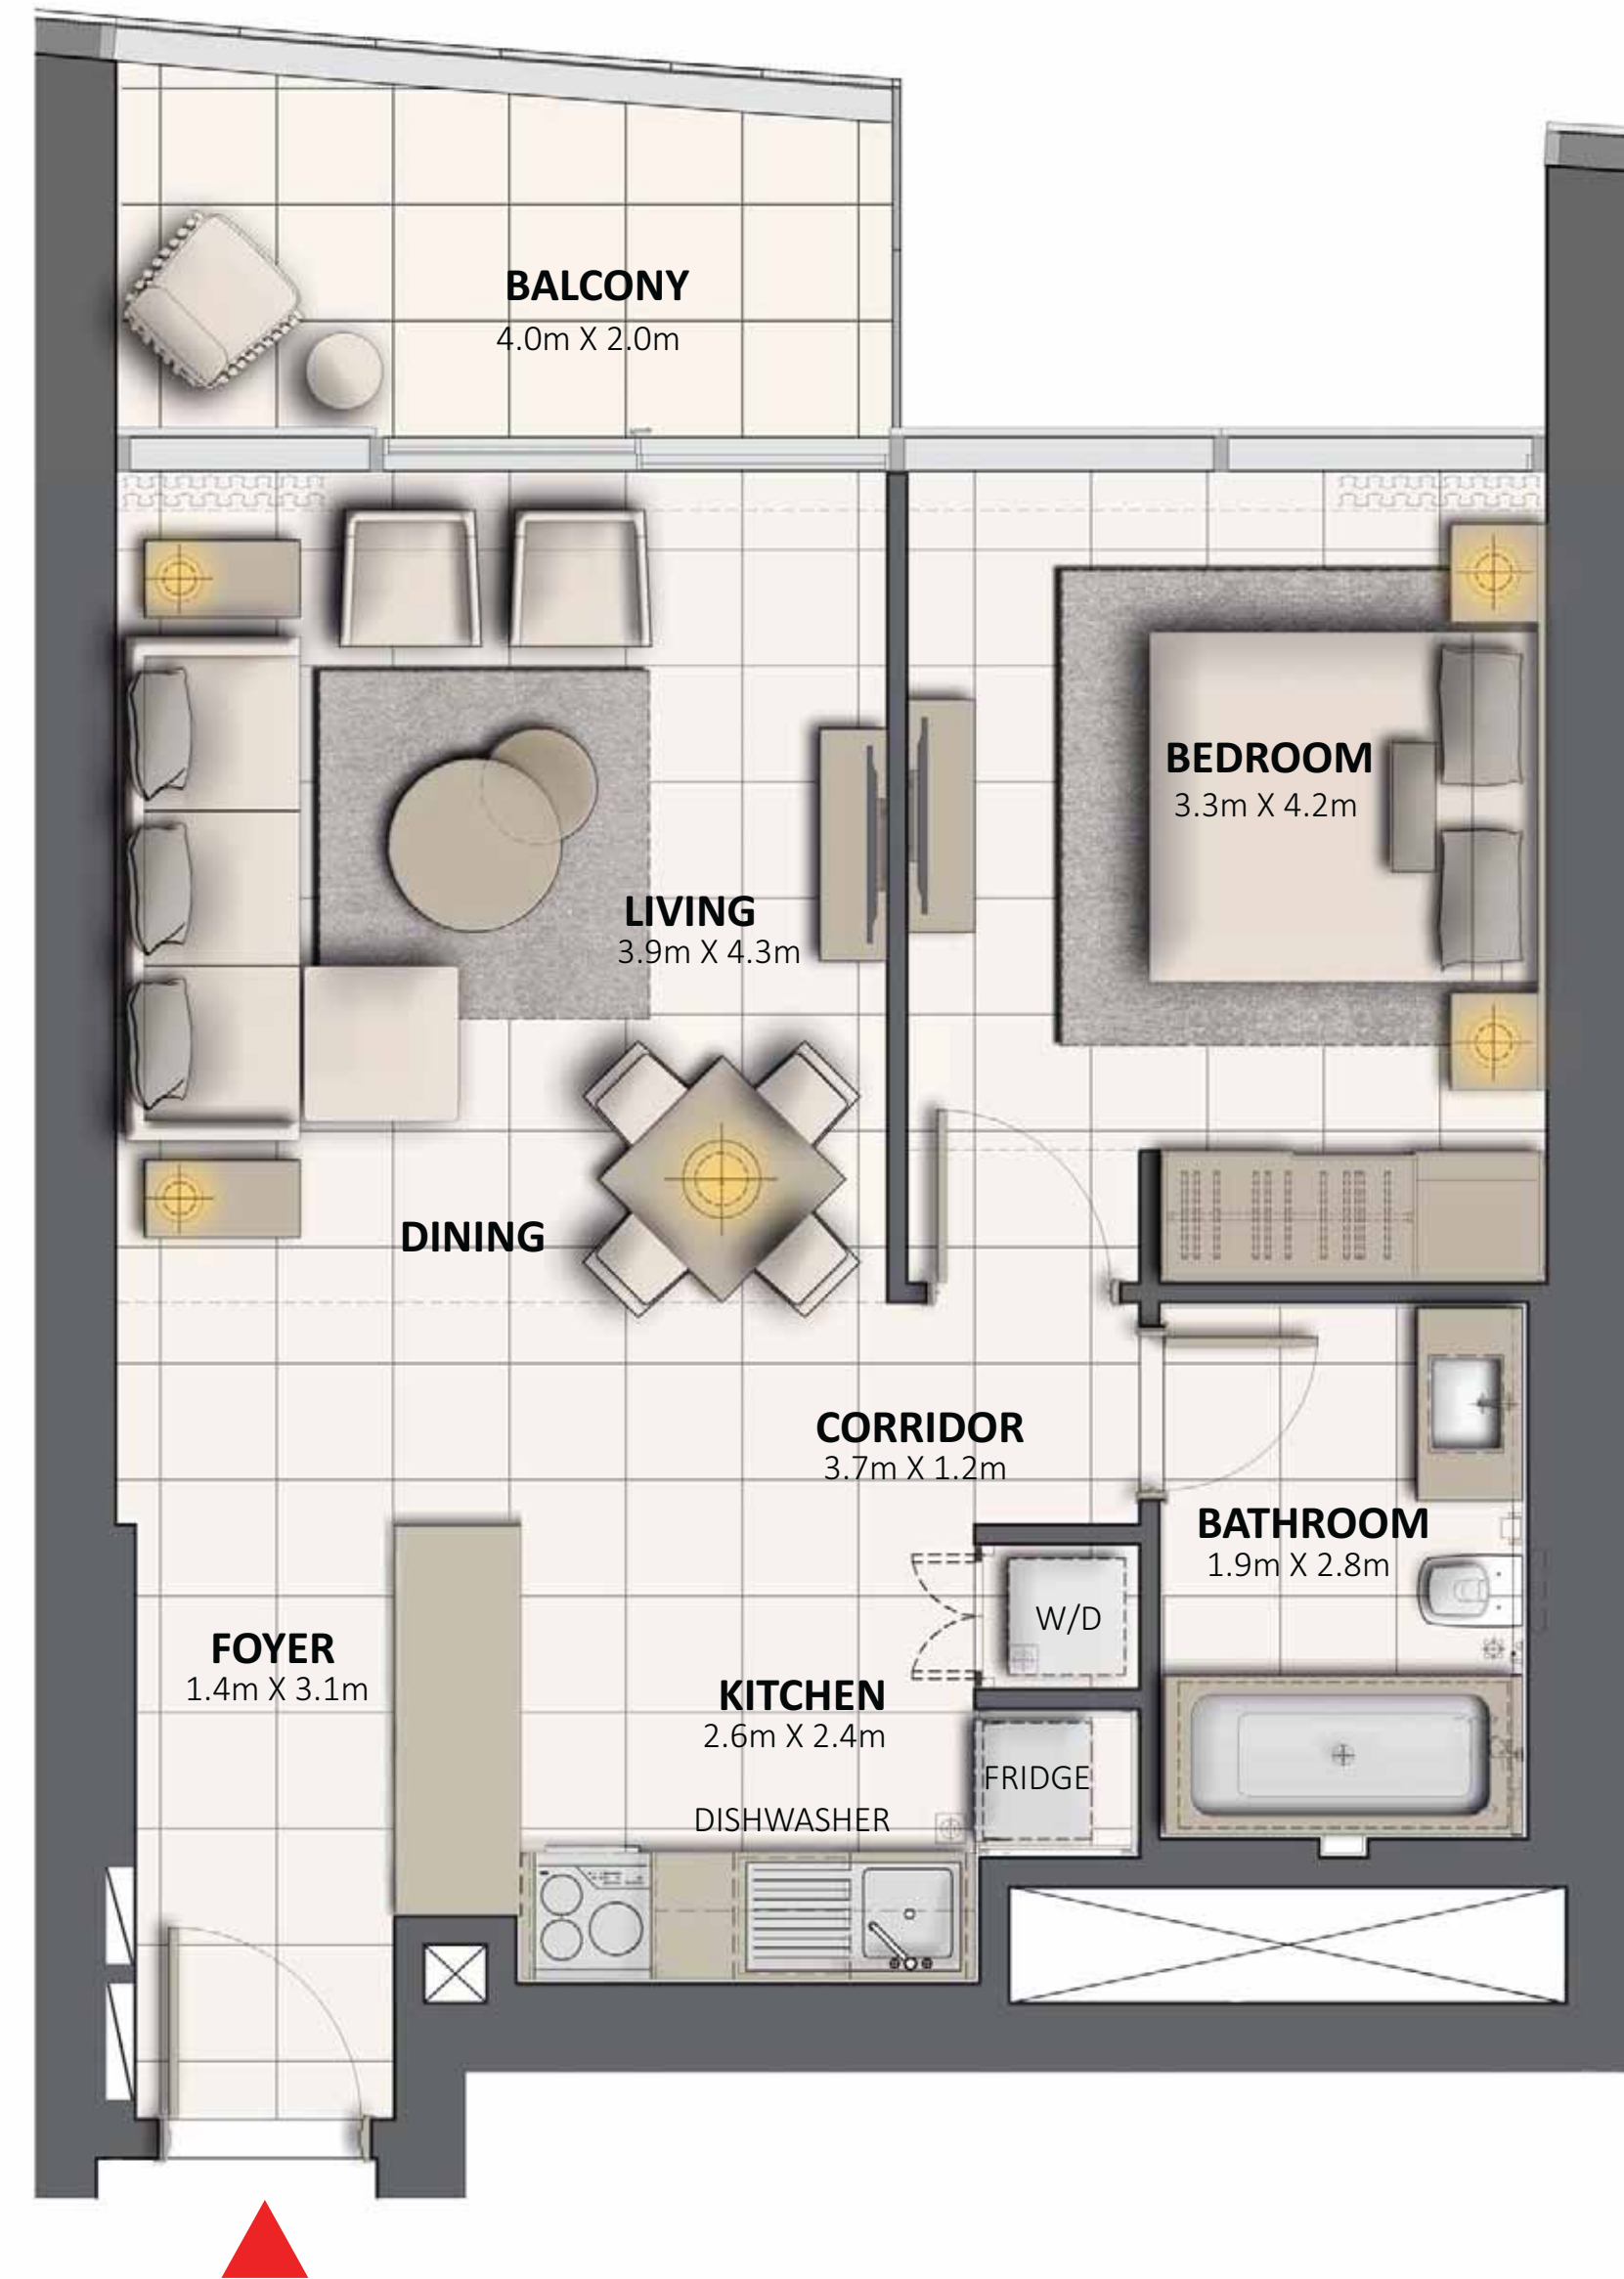 BALCONY
4.0m X 2.0m
BEDROOM
3.3m X 4.2m
LIVING
3.9m X 4.3m
DINING
CORRIDOR
3.7m X 1.2m
BATHROOM
1.9m X 2.8m
W/D
FOYER
1.4m X 3.1m
KITCHEN
2.6m X 2.4m
FRIDGE
DISHWASHER